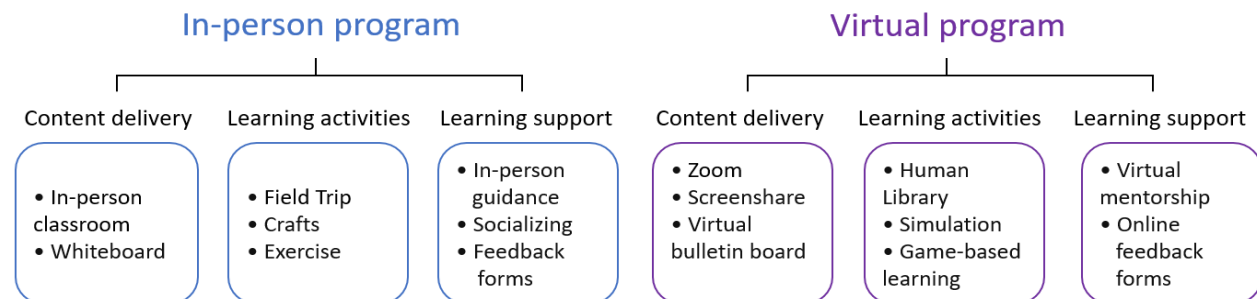 In-person program
Content delivery
Learning activities
Learning support
• In-person
classroom
• Whiteboard
• Field Trip
• Crafts
• Exercise
• In-person
guidance
• Socializing
• Feedback
forms
Virtual program
Content delivery
Learning activities
Learning support
• Zoom
• Screenshare
• Virtual
bulletin board
• Human
Library
• Simulation
• Game-based
learning
• Virtual
mentorship
• Online
feedback
forms